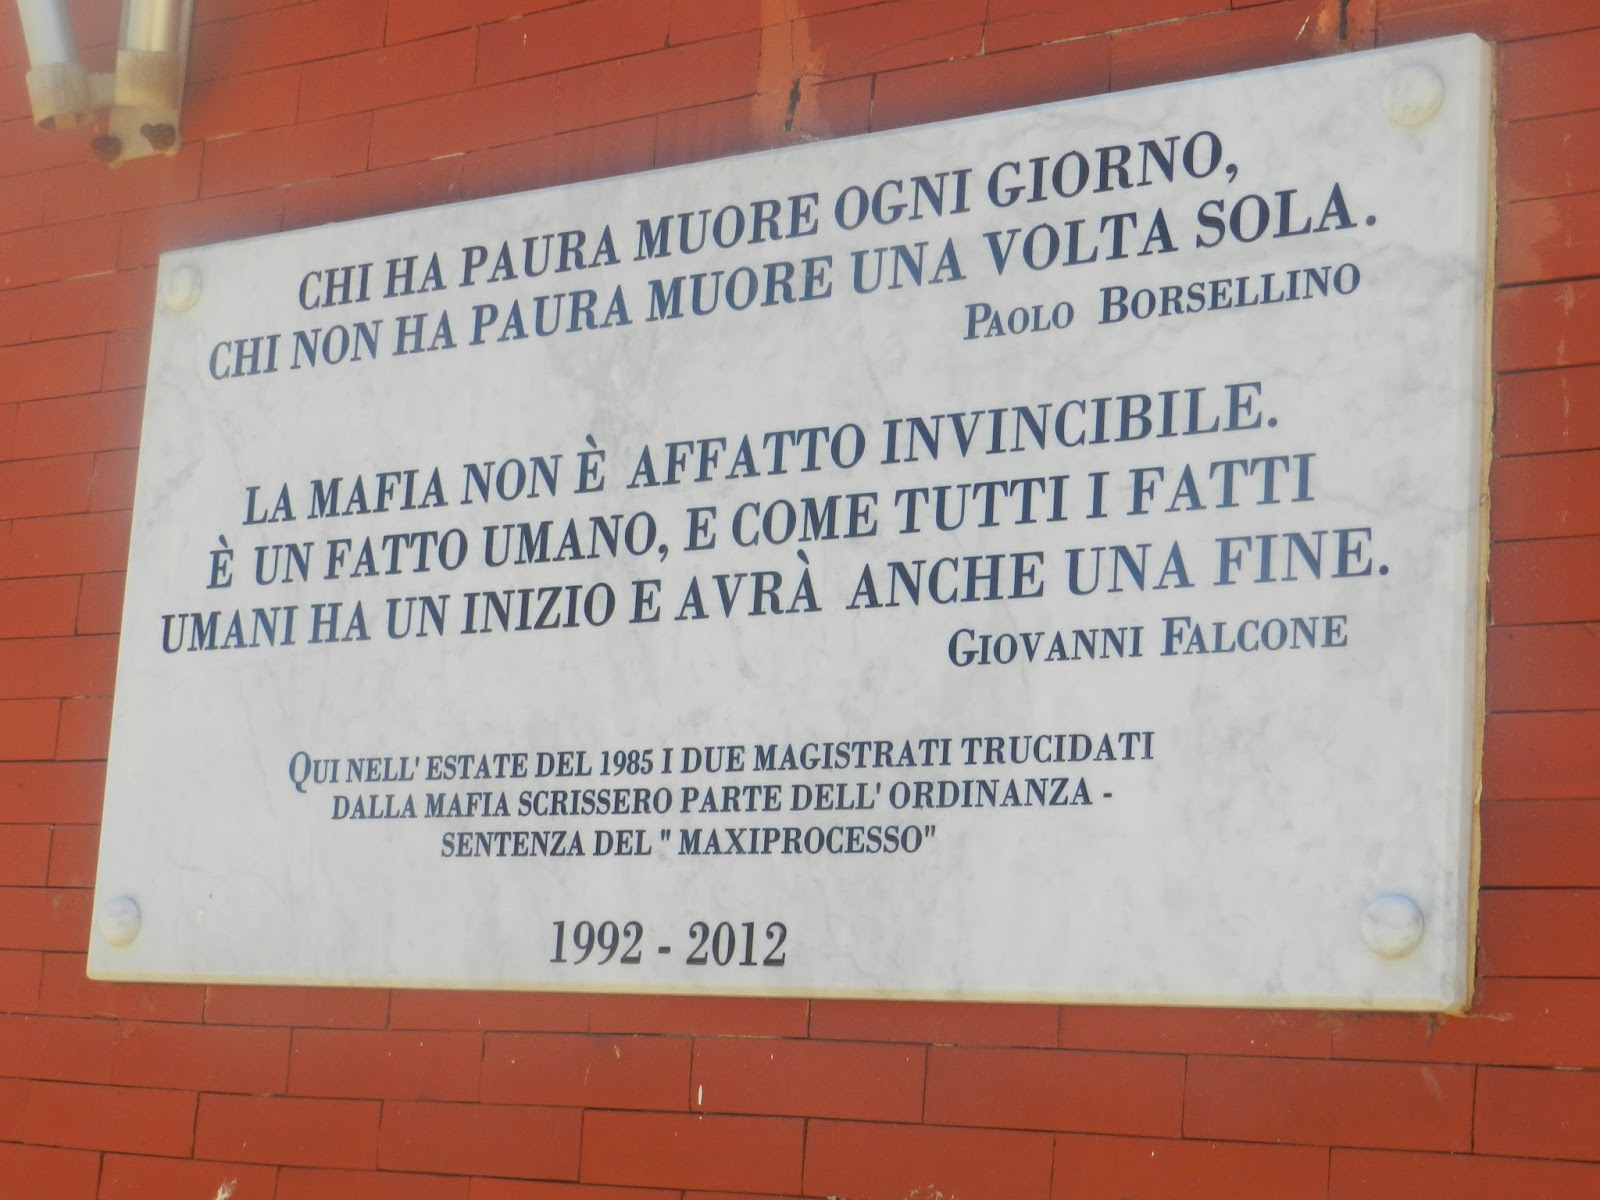 CHI HA PAURA MUORE OGNI GIORNO,
CHI NON HA PAURA MUORE UNA VOLTA SOLA.
PAOLO BORSELLINO
LA MAFIA NON È AFFATTO INVINCIBILE.
È UN FATTO UMANO, E COME TUTTI I FATTI
UMANI HA UN INIZIO E AVRÀ ANCHE UNA FINE.
GIOVANNI FALCONE
QUI NELL' ESTATE DEL 1985 I DUE MAGISTRATI TRUCIDATI
DALLA MAFIA SCRISSERO PARTE DELL' ORDINANZA -
SENTENZA DEL " MAXIPROCESSO"
1992 - 2012